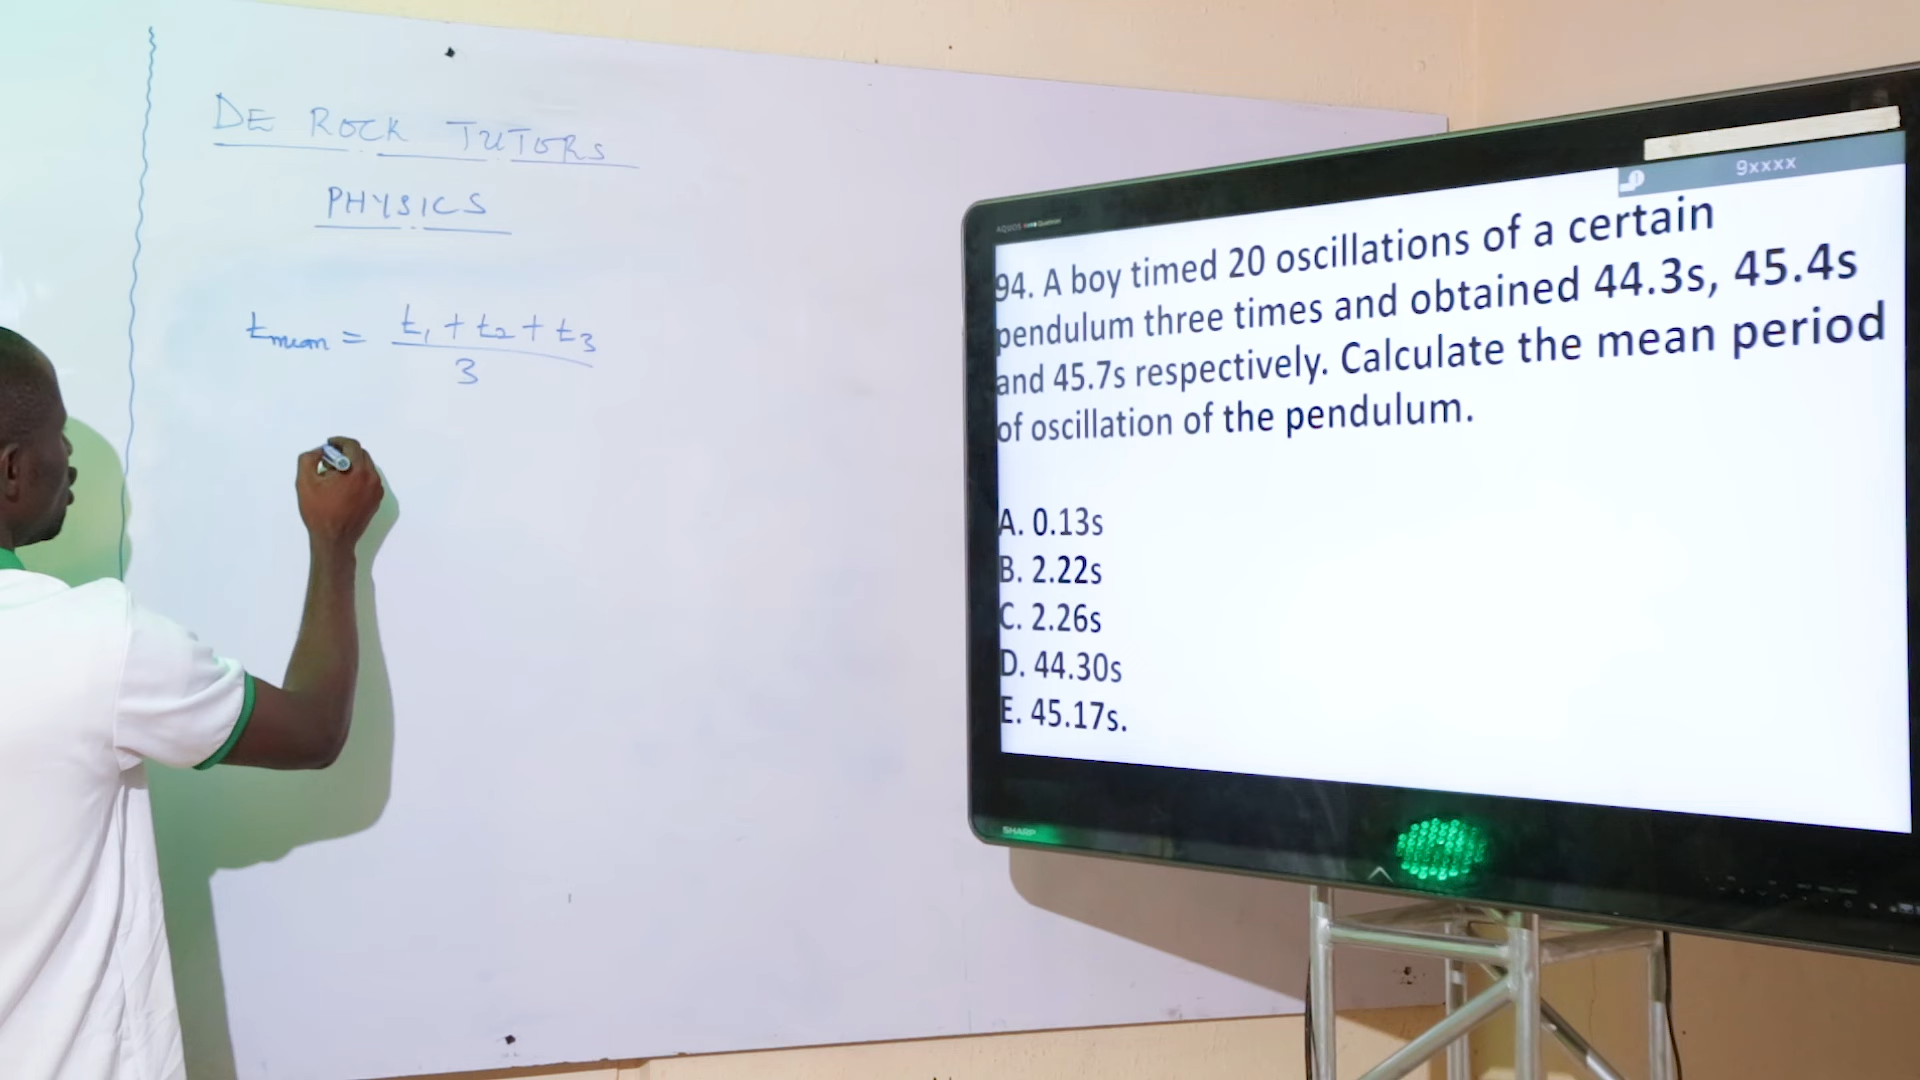 DE ROCK TUTORS
PHYSICS
tmean = t1 + t2 + t3
3
9xxxx
94. A boy timed 20 oscillations of a certain
pendulum three times and obtained 44.3s, 45.4s
and 45.7s respectively. Calculate the mean period
of oscillation of the pendulum.
A. 0.13s
B. 2.22s
C. 2.26s
D. 44.30s
E. 45.17s.
AQUOS
SHARP